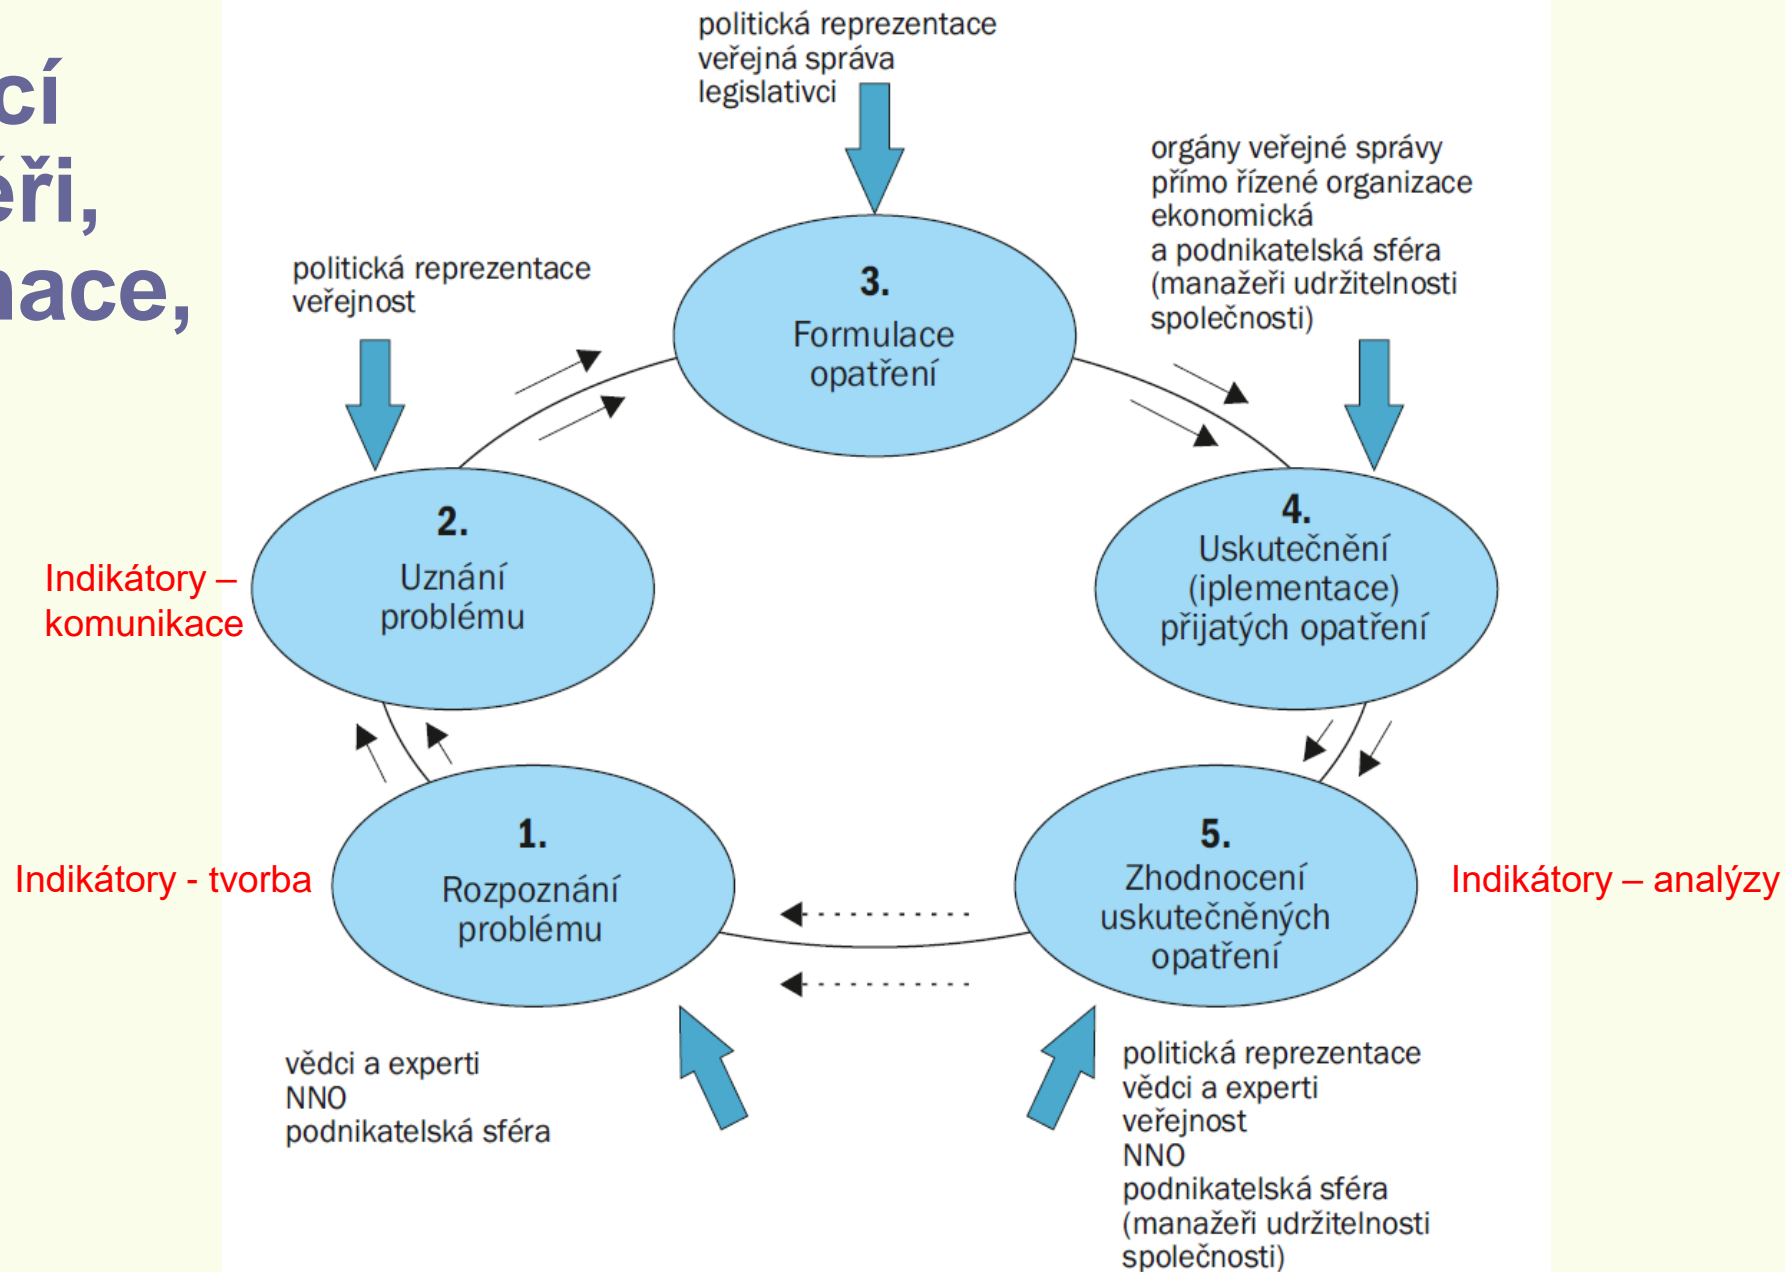 cí
ěři,
mace,
politická reprezentace
veřejná správa
legislativci
orgány veřejné správy
přímo řízené organizace
ekonomická
a podnikatelská sféra
(manažeři udržitelnosti
společnosti)
politická reprezentace
veřejnost
3.
Formulace
opatření
2.
Uznání
problému
4.
Uskutečnění
(iplementace)
přijatých opatření
Indikátory –
komunikace
1.
Rozpoznání
problému
5.
Zhodnocení
uskutečněných
opatření
Indikátory - tvorba
Indikátory – analýzy
vědci a experti
NNO
podnikatelská sféra
politická reprezentace
vědci a experti
veřejnost
NNO
podnikatelská sféra
(manažeři udržitelnosti
společnosti)